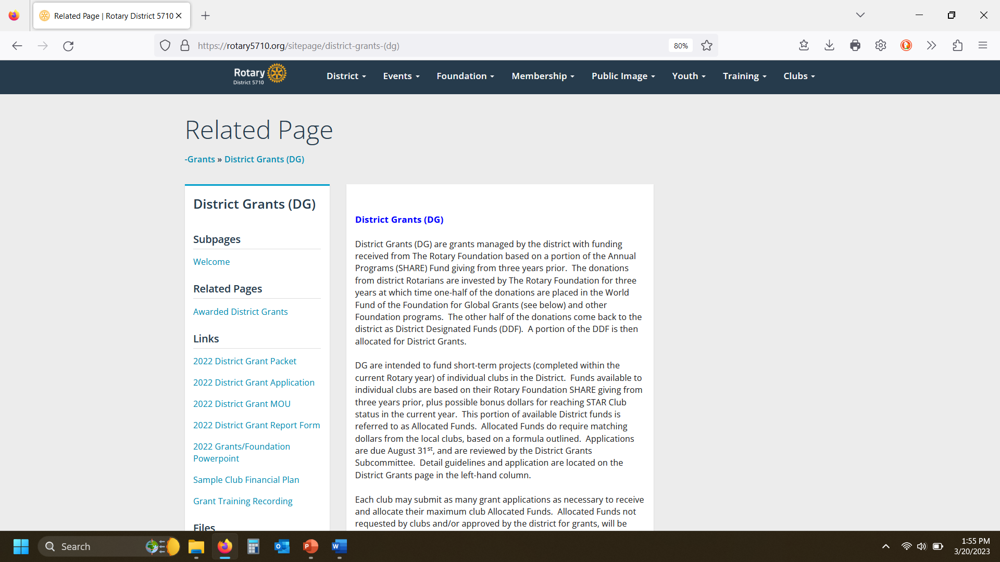 Related Page | Rotary District 5710
https://rotary5710.org/sitepage/district-grants-(dg)
80%
Rotary
District 5710
District
Events
Foundation
Membership
Public Image
Youth
Training
Clubs
Related Page
-Grants » District Grants (DG)
District Grants (DG)
Subpages
Welcome
Related Pages
Awarded District Grants
Links
2022 District Grant Packet
2022 District Grant Application
2022 District Grant MOU
2022 District Grant Report Form
2022 Grants/Foundation
Powerpoint
Sample Club Financial Plan
Grant Training Recording
Files
District Grants (DG)
District Grants (DG) are grants managed by the district with funding
received from The Rotary Foundation based on a portion of the Annual
Programs (SHARE) Fund giving from three years prior.  The donations
from district Rotarians are invested by The Rotary Foundation for three
years at which time one-half of the donations are placed in the World
Fund of the Foundation for Global Grants (see below) and other
Foundation programs.  The other half of the donations come back to the
district as District Designated Funds (DDF).  A portion of the DDF is then
allocated for District Grants.
DG are intended to fund short-term projects (completed within the
current Rotary year) of individual clubs in the District.  Funds available to
individual clubs are based on their Rotary Foundation SHARE giving from
three years prior, plus possible bonus dollars for reaching STAR Club
status in the current year.  This portion of available District funds is
referred to as Allocated Funds.  Allocated Funds do require matching
dollars from the local clubs, based on a formula outlined.  Applications
are due August 31st, and are reviewed by the District Grants
Subcommittee.  Detail guidelines and application are located on the
District Grants page in the left-hand column.
Each club may submit as many grant applications as necessary to receive
and allocate their maximum club Allocated Funds.  Allocated Funds not
requested by clubs and/or approved by the district for grants, will be
Search
1:55 PM
3/20/2023